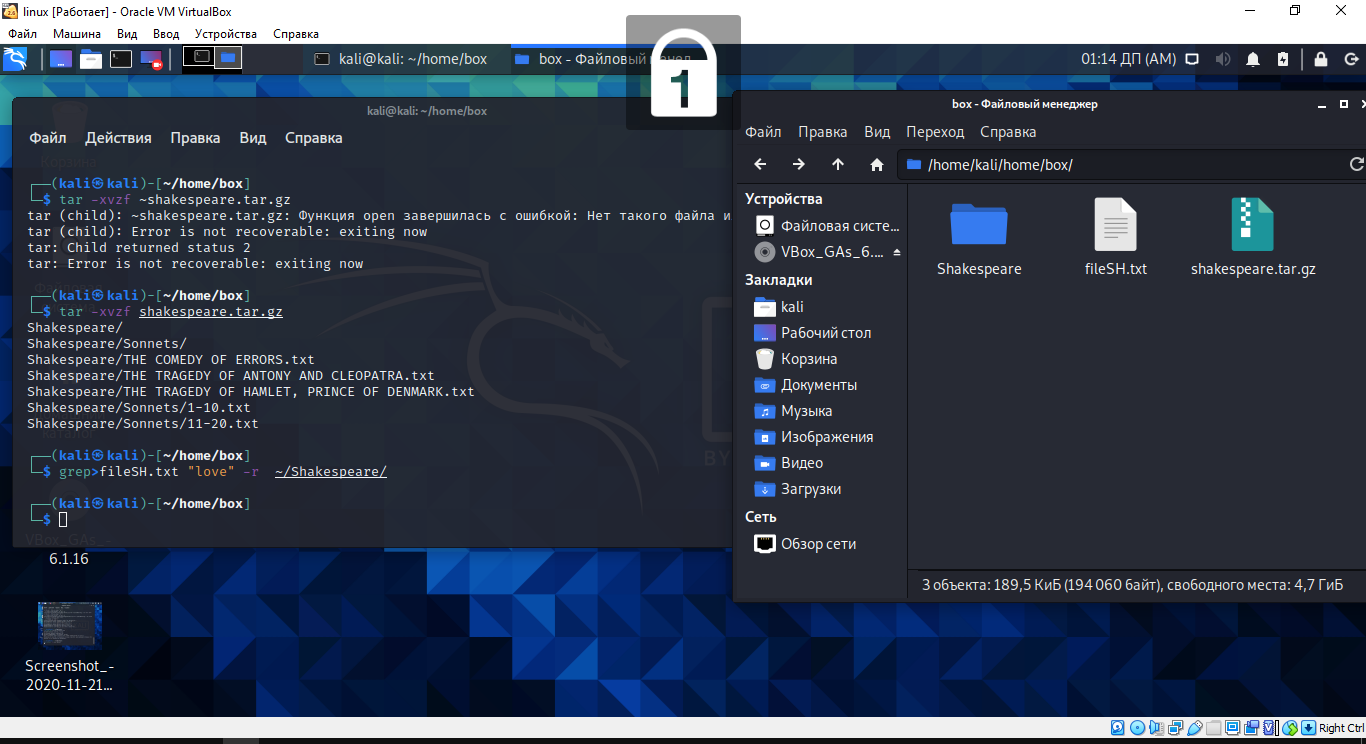 linux [Работает] - Oracle VM VirtualBox
Файл Машина Вид Ввод Устройства Справка
kali@kali: ~/home/box
box - Файловый
01:14 ДП (AM)
1
kali@kali: ~/home/box
Файл Действия Правка Вид Справка
┌──(kali㉿kali)-[~/home/box]
└─$ tar -xvzf ~shakespeare.tar.gz
tar (child): ~shakespeare.tar.gz: Функция open завершилась с ошибкой: Нет такого файла и
tar (child): Error is not recoverable: exiting now
tar: Child returned status 2
tar: Error is not recoverable: exiting now
┌──(kali㉿kali)-[~/home/box]
└─$ tar -xvzf shakespeare.tar.gz
Shakespeare/
Shakespeare/Sonnets/
Shakespeare/THE COMEDY OF ERRORS.txt
Shakespeare/THE TRAGEDY OF ANTONY AND CLEOPATRA.txt
Shakespeare/THE TRAGEDY OF HAMLET, PRINCE OF DENMARK.txt
Shakespeare/Sonnets/1-10.txt
Shakespeare/Sonnets/11-20.txt
┌──(kali㉿kali)-[~/home/box]
└─$ grep>fileSH.txt "love" -r  ~/Shakespeare/
┌──(kali㉿kali)-[~/home/box]
└─$
BY
VBox_GAs_-
6.1.16
Screenshot_-
2020-11-21...
box - Файловый менеджер
Файл Правка Вид Переход Справка
/home/kali/home/box/
Устройства
Файловая систе...
VBox_GAs_6....
Закладки
kali
Рабочий стол
Корзина
Документы
Музыка
Изображения
Видео
Загрузки
Сеть
Обзор сети
Shakespeare
fileSH.txt
shakespeare.tar.gz
3 объекта: 189,5 КиБ (194 060 байт), свободного места: 4,7 ГиБ
Right Ctrl